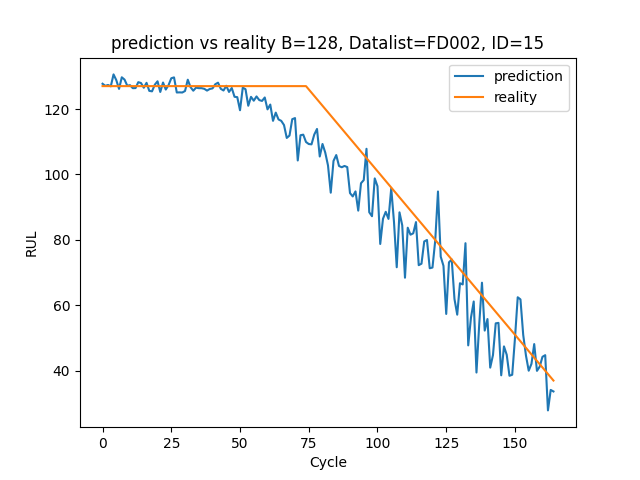 prediction vs reality B=128, Datalist=FD002, ID=15
prediction
reality
RUL
120
100
80
60
40
0 25 50 75 100 125 150
Cycle